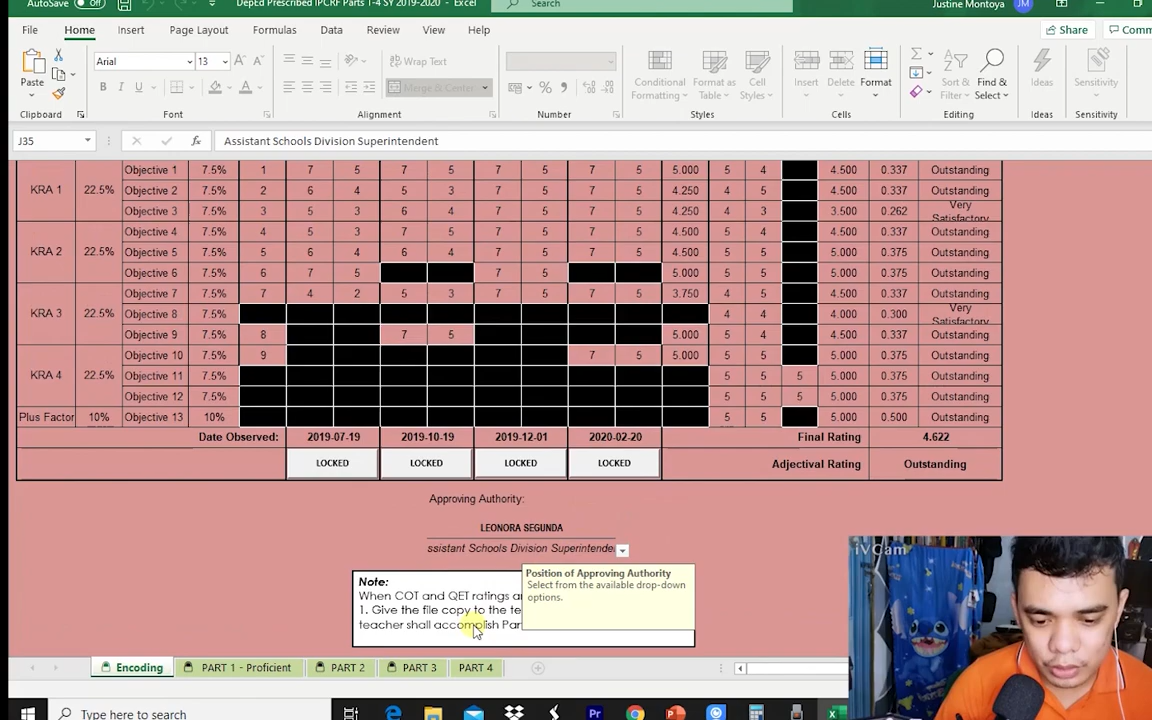 AutoSave Off DepEd Prescribed IPCRF Parts 1-4 SY 2019-2020 - Excel Search Justine Montoya JM
File Home Insert Page Layout Formulas Data Review View Help Share Comm
Paste Arial 13 Wrap Text Merge & Center Conditional Formatting Format as Table Cell Styles Insert Delete Format Sort & Filter Find & Select Ideas Sensitivity
Clipboard Font Alignment Number Styles Cells Editing Ideas Sensitivity
J35 fx Assistant Schools Division Superintendent
KRA 1 22.5% Objective 1 7.5% 1 7 5 7 5 7 5 7 5 5.000 5 4 4.500 0.337 Outstanding
Objective 2 7.5% 2 6 4 5 3 7 5 7 5 4.250 4 5 4.500 0.337 Outstanding
Objective 3 7.5% 3 5 3 6 4 7 5 7 5 4.250 4 3 3.500 0.262 Very Satisfactory
KRA 2 22.5% Objective 4 7.5% 4 5 3 7 5 7 5 7 5 4.500 5 4 4.500 0.337 Outstanding
Objective 5 7.5% 5 6 4 6 4 7 5 7 5 4.500 5 5 5.000 0.375 Outstanding
Objective 6 7.5% 6 7 5 7 5 5.000 5 5 5.000 0.375 Outstanding
KRA 3 22.5% Objective 7 7.5% 7 4 2 5 3 7 5 7 5 3.750 4 5 4.500 0.337 Outstanding
Objective 8 7.5% 4 4 4.000 0.300 Very Satisfactory
Objective 9 7.5% 8 7 5 5.000 5 4 4.500 0.337 Outstanding
KRA 4 22.5% Objective 10 7.5% 9 7 5 5.000 5 5 5.000 0.375 Outstanding
Objective 11 7.5% 5 5 5 5.000 0.375 Outstanding
Objective 12 7.5% 5 5 5 5.000 0.375 Outstanding
Plus Factor 10% Objective 13 10% 5 5 5.000 0.500 Outstanding
Date Observed: 2019-07-19 2019-10-19 2019-12-01 2020-02-20 Final Rating 4.622
LOCKED LOCKED LOCKED LOCKED Adjectival Rating Outstanding
Approving Authority:
LEONORA SEGUNDA
ssistant Schools Division Superintende
Position of Approving Authority
Select from the available drop-down
options.
Note:
When COT and QET ratings a
1. Give the file copy to the te
teacher shall accomplish Par
iVCam
Encoding PART 1 - Proficient PART 2 PART 3 PART 4
Type here to search